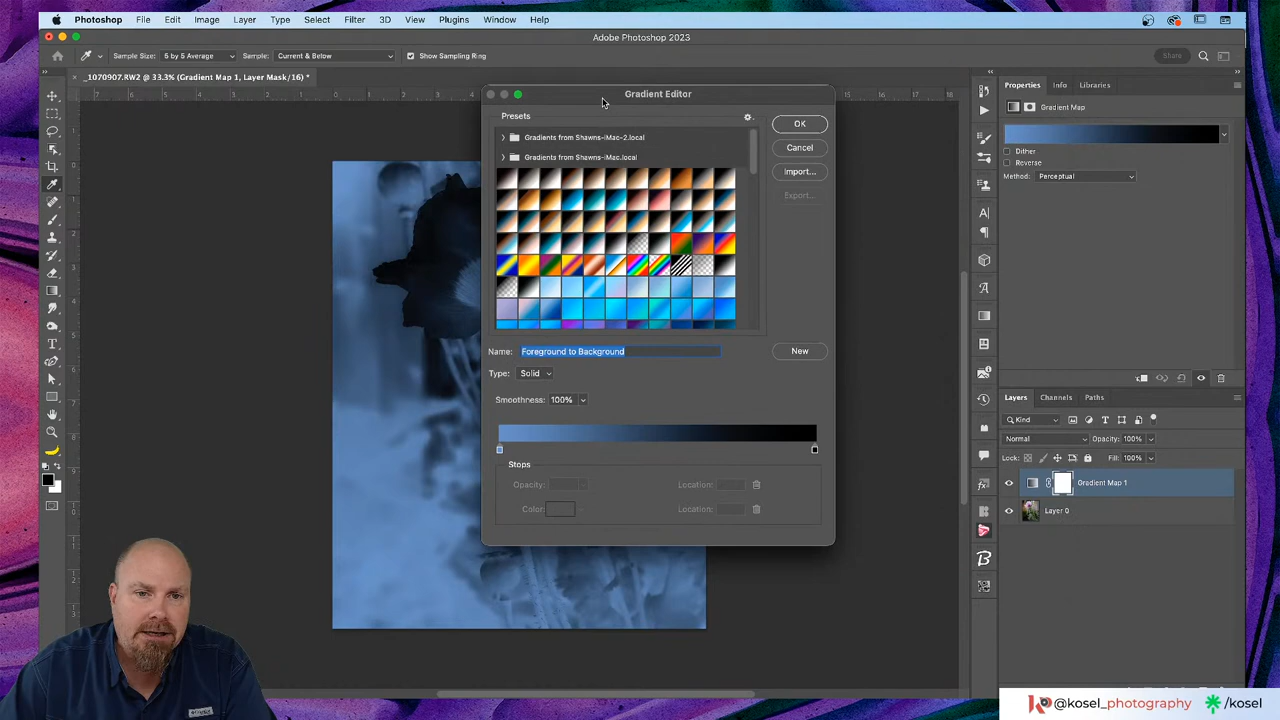 Photoshop File Edit Image Layer Type Select Filter 3D View Plugins Window Help
Adobe Photoshop 2023
Sample Size: 5 by 5 Average Sample: Current & Below Show Sampling Ring Share
_1070907.RW2 @ 33.3% (Gradient Map 1, Layer Mask/16) *
Gradient Editor
Presets
Gradients from Shawns-iMac-2.local
Gradients from Shawns-iMac.local
OK
Cancel
Import...
Export...
Name: Foreground to Background
New
Type: Solid
Smoothness: 100%
Stops
Opacity: Location:
Color: Location:
Properties Info Libraries
Gradient Map
Dither
Reverse
Method: Perceptual
Layers Channels Paths
Kind
Normal Opacity: 100%
Lock: Fill: 100%
Gradient Map 1
Layer 0
@kosel_photography /kosel